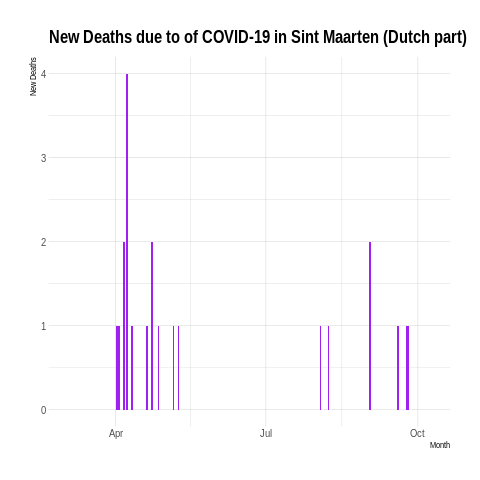 New Deaths due to of COVID-19 in Sint Maarten (Dutch part)
New Deaths
4
3
2
1
0
Apr
Jul
Oct
Month